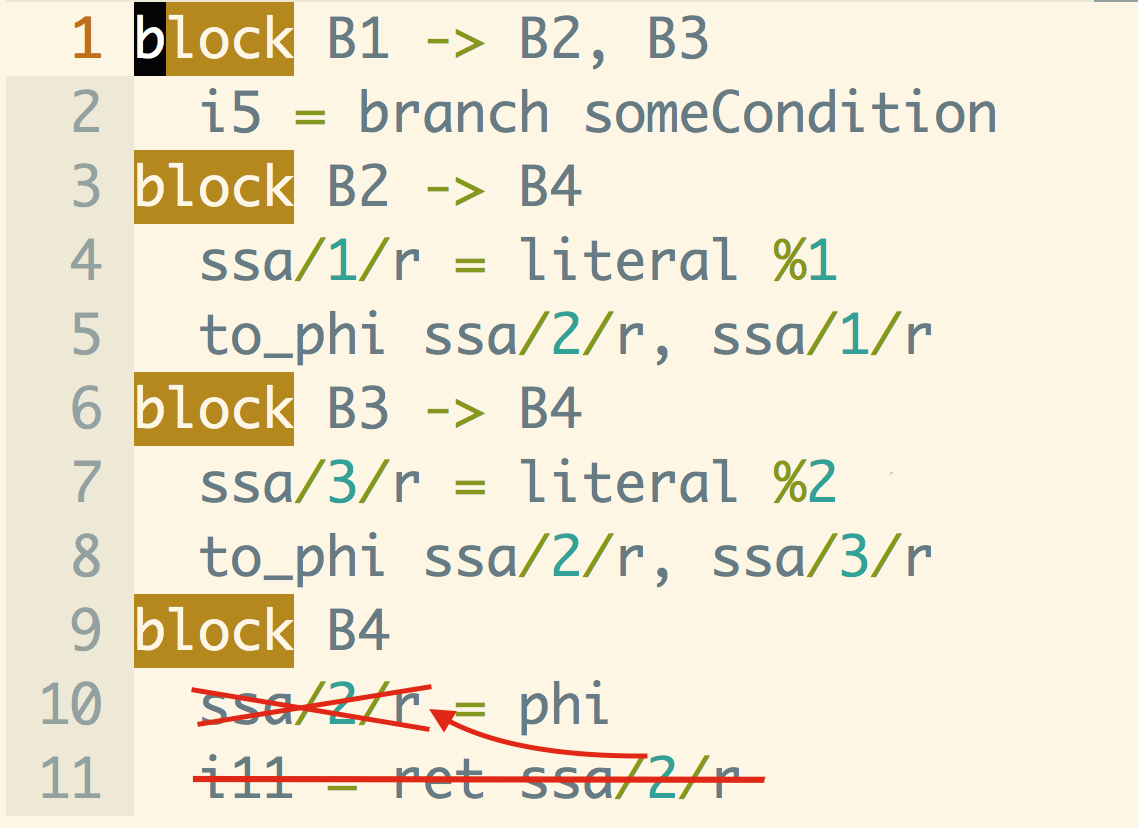 1 block B1 -> B2, B3
2 i5 = branch someCondition
3 block B2 -> B4
4 ssa/1/r = literal %1
5 to_phi ssa/2/r, ssa/1/r
6 block B3 -> B4
7 ssa/3/r = literal %2
8 to_phi ssa/2/r, ssa/3/r
9 block B4
10 ssa/2/r = phi
11 i11 = ret ssa/2/r